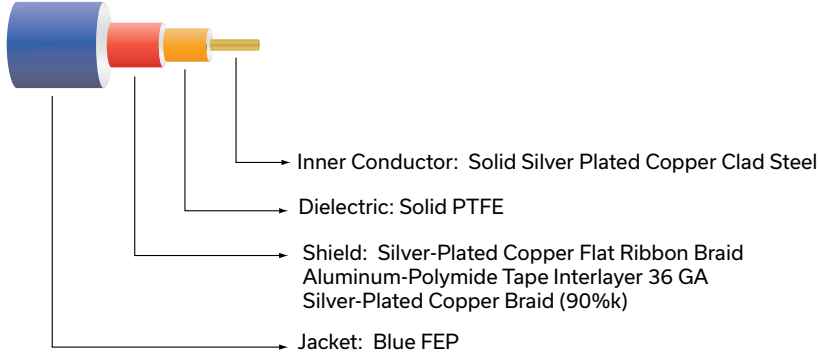 Inner Conductor: Solid Silver Plated Copper Clad Steel
Dielectric: Solid PTFE
Shield: Silver-Plated Copper Flat Ribbon Braid
Aluminum-Polymide Tape Interlayer 36 GA
Silver-Plated Copper Braid (90%k)
Jacket: Blue FEP